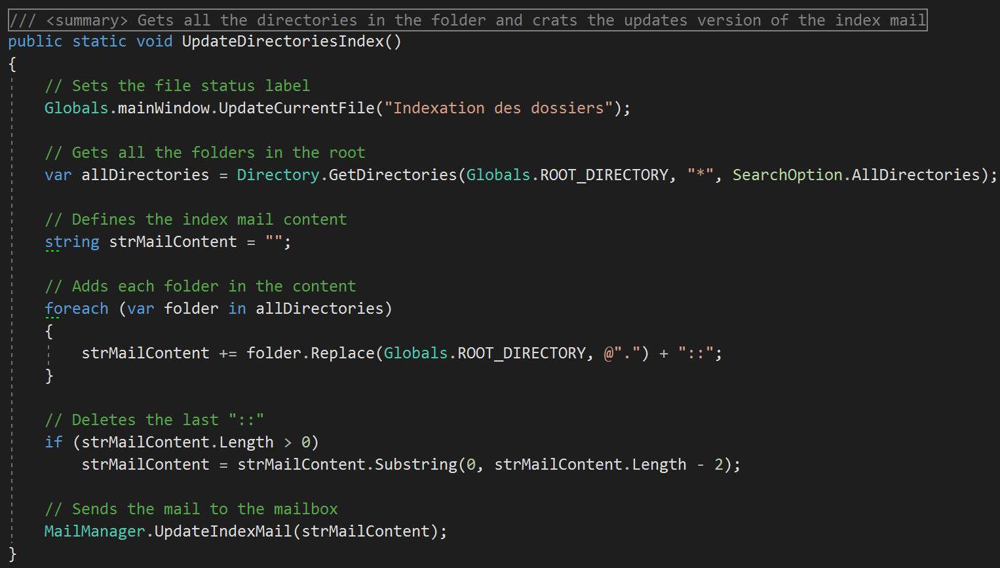 /// <summary> Gets all the directories in the folder and crats the updates version of the index mail
public static void UpdateDirectoriesIndex()
{
// Sets the file status label
Globals.mainWindow.UpdateCurrentFile("Indexation des dossiers");
// Gets all the folders in the root
var allDirectories = Directory.GetDirectories(Globals.ROOT_DIRECTORY, "*", SearchOption.AllDirectories);
// Defines the index mail content
string strMailContent = "";
// Adds each folder in the content
foreach (var folder in allDirectories)
{
strMailContent += folder.Replace(Globals.ROOT_DIRECTORY, @".") + "::";
}
// Deletes the last "::"
if (strMailContent.Length > 0)
strMailContent = strMailContent.Substring(0, strMailContent.Length - 2);
// Sends the mail to the mailbox
MailManager.UpdateIndexMail(strMailContent);
}